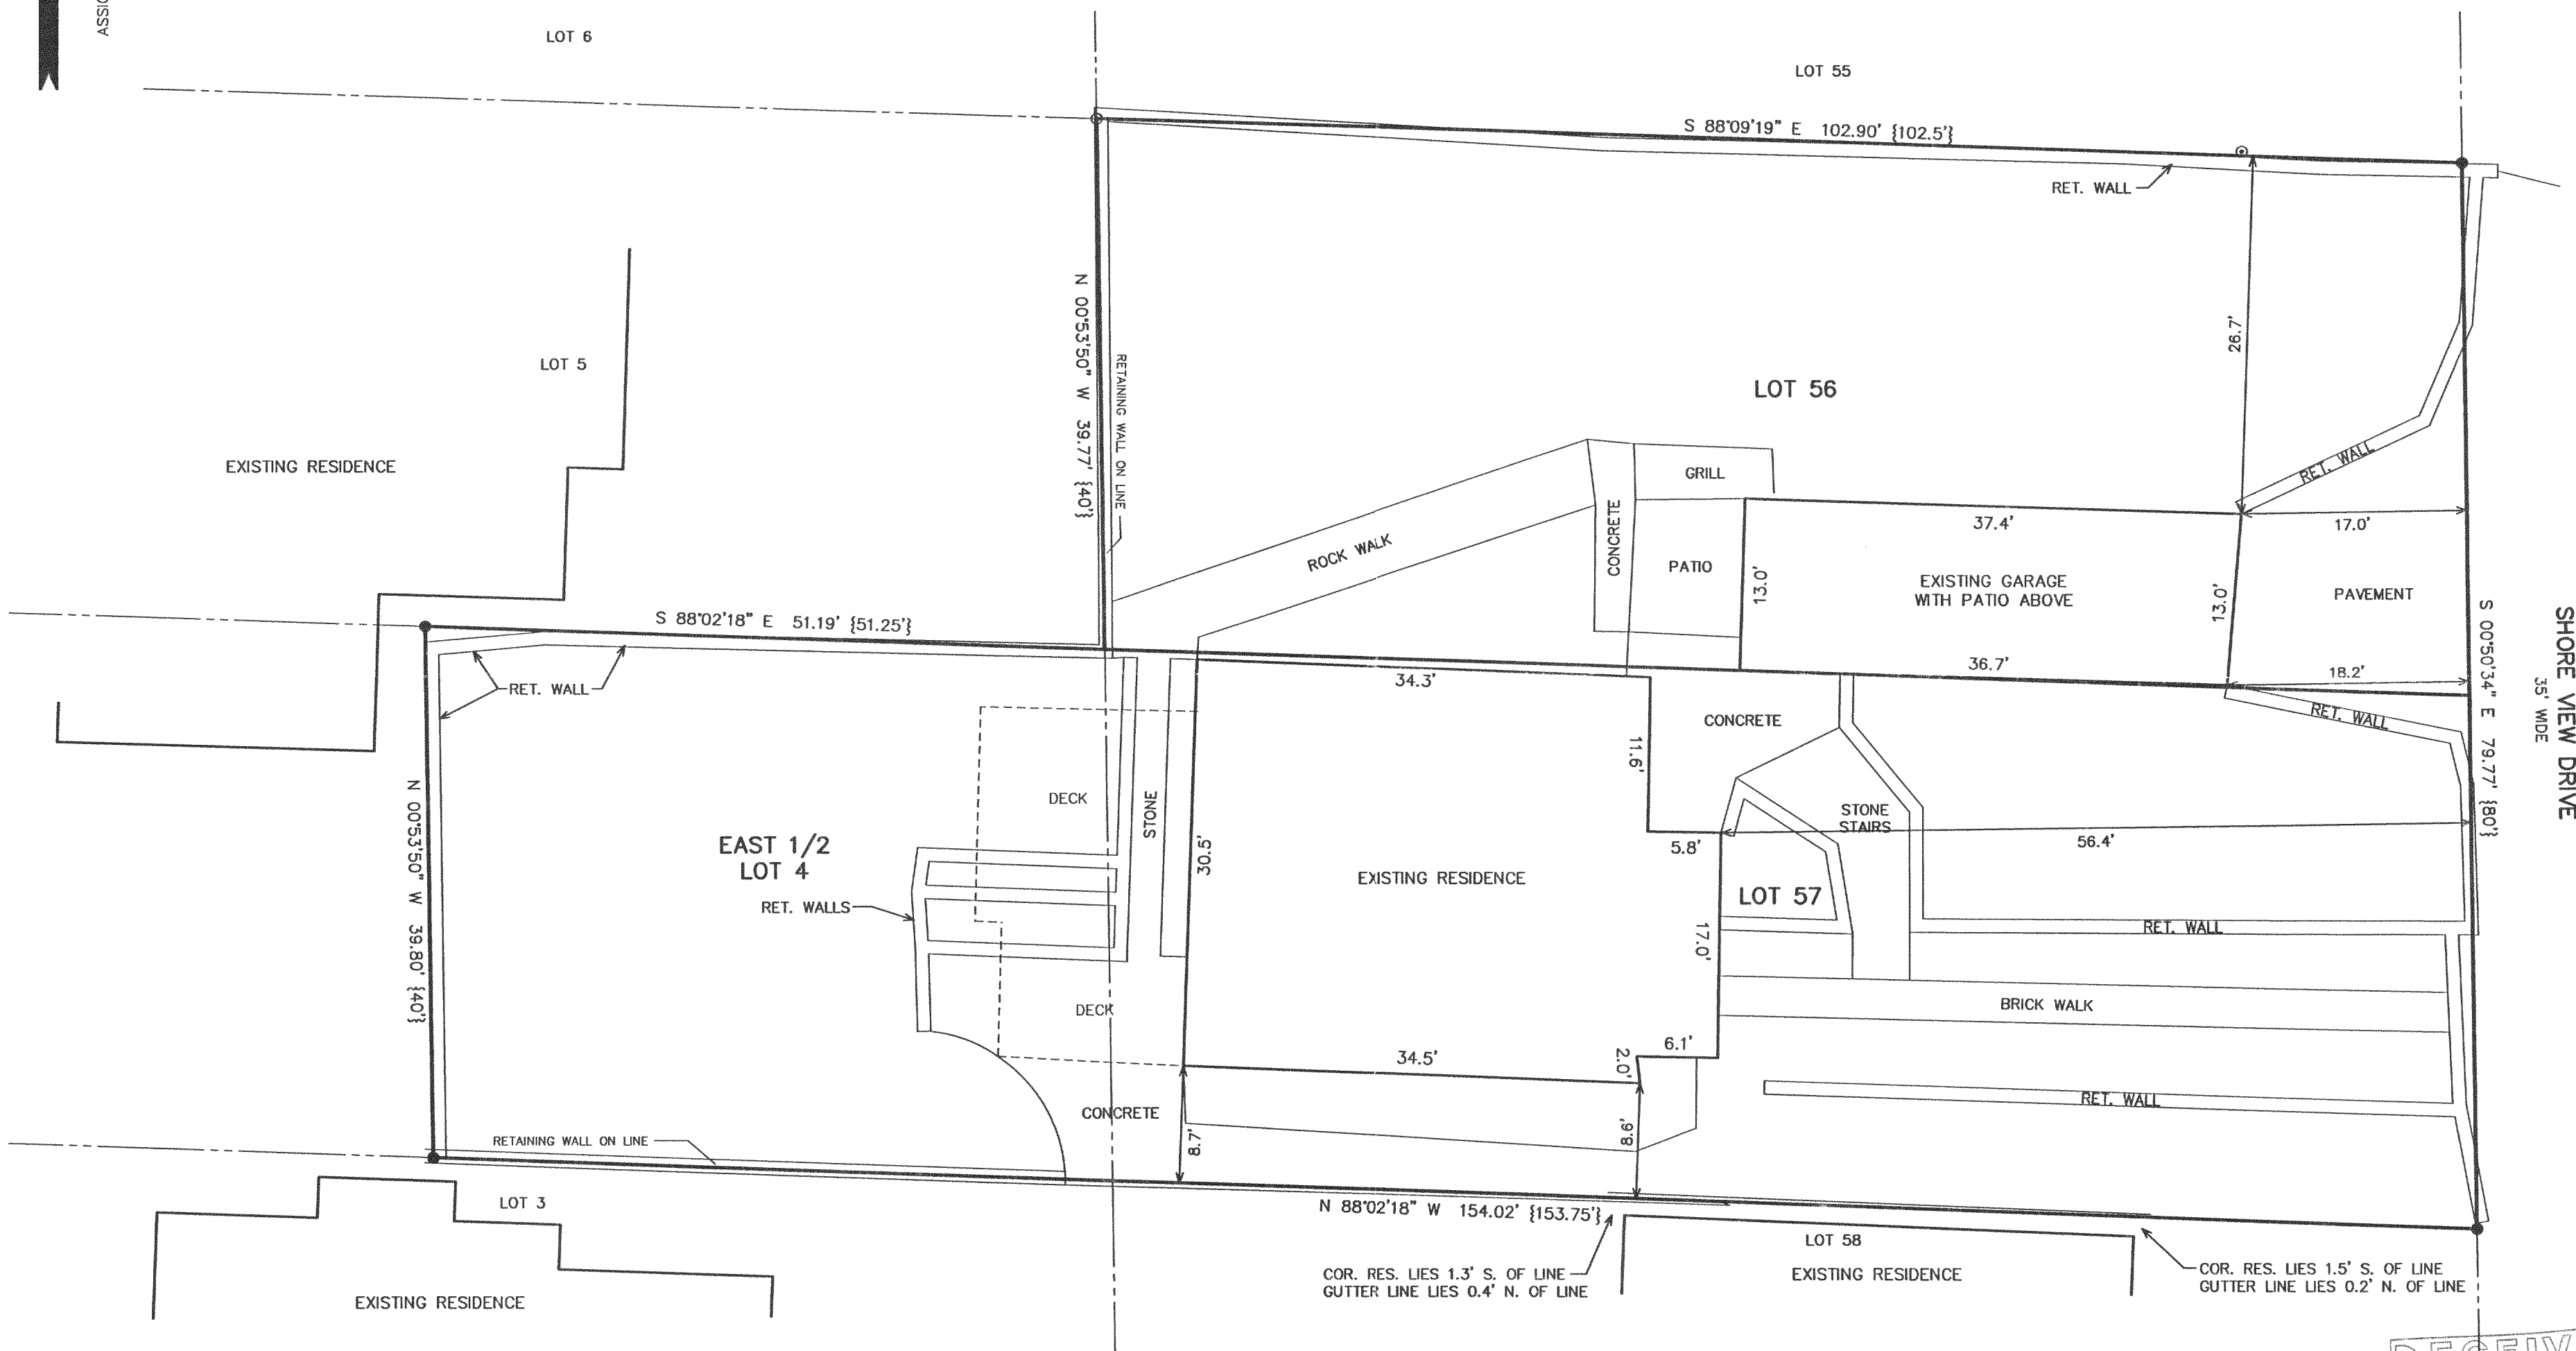 LOT 6
LOT 55
S 88°09'19" E 102.90' {102.5'}
RET. WALL
N 00°53'50" W 39.77' {40'}
RETAINING WALL ON LINE
26.7'
LOT 5
LOT 56
EXISTING RESIDENCE
RET. WALL
GRILL
CONCRETE
37.4'
17.0'
ROCK WALK
PATIO
13.0'
EXISTING GARAGE
WITH PATIO ABOVE
13.0'
PAVEMENT
S 00°50'34" E 79.77' {80'}
SHORE VIEW DRIVE
35' WIDE
S 88°02'18" E 51.19' {51.25'}
36.7'
18.2'
34.3'
RET. WALL
RET. WALL
CONCRETE
11.6'
DECK
STONE
STONE
STAIRS
N 00°53'50" W 39.80' {40'}
EAST 1/2
LOT 4
30.5'
5.8'
56.4'
EXISTING RESIDENCE
LOT 57
RET. WALLS
17.0'
RET. WALL
DECK
BRICK WALK
34.5'
6.1'
2.0'
CONCRETE
RET. WALL
RETAINING WALL ON LINE
8.7'
8.6'
LOT 3
N 88°02'18" W 154.02' {153.75'}
LOT 58
COR. RES. LIES 1.3' S. OF LINE
GUTTER LINE LIES 0.4' N. OF LINE
EXISTING RESIDENCE
COR. RES. LIES 1.5' S. OF LINE
GUTTER LINE LIES 0.2' N. OF LINE
EXISTING RESIDENCE